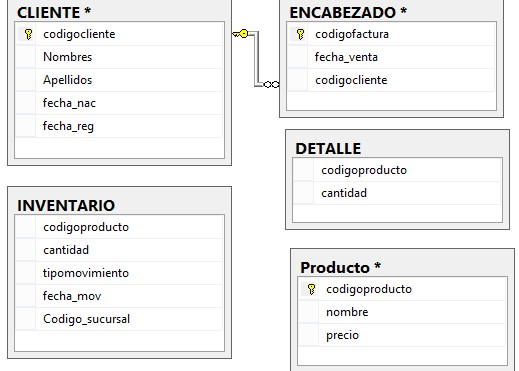 CLIENTE *
codigocliente
Nombres
Apellidos
fecha_nac
fecha_reg
ENCABEZADO *
codigofactura
fecha_venta
codigocliente
DETALLE
codigoproducto
cantidad
INVENTARIO
codigoproducto
cantidad
tipomovimiento
fecha_mov
Codigo_sucursal
Producto *
codigoproducto
nombre
precio